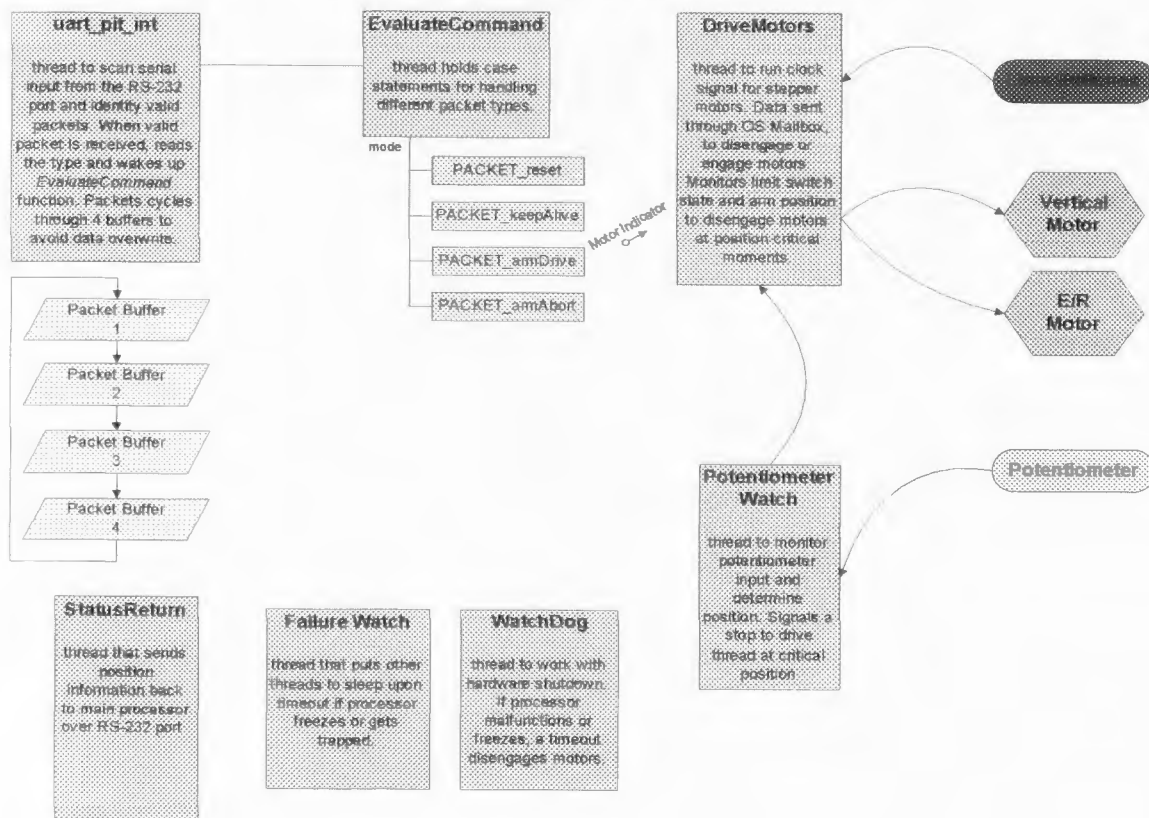 uart_pit_int
thread to scan serial
input from the RS-232
port and identity valid
packets. When valid
packet is received, reads
the type and wakes up
EvaluateCommand
function. Packets cycles
through 4 buffers to
avoid data overwrite.
Packet Buffer
1
Packet Buffer
2
Packet Buffer
3
Packet Buffer
4
EvaluateCommand
thread holds case
statements for handling
different packet types.
mode
PACKET_reset
PACKET_keepAlive
PACKET_armDrive
PACKET_armAbort
Motor Indicator
DriveMotors
thread to run clock
signal for stepper
motors. Data sent
through OS Mailbox,
to disengage or
engage motors
Monitors limit switch
state and arm position
to disengage motors
at position critical
moments.
Vertical
Motor
E/R
Motor
Potentiometer
Watch
thread to monitor
potentiometer
input and
determine
position. Signals a
stop to drive
thread at critical
position
Potentiometer
StatusReturn
thread that sends
position
information back
to main processor
over RS-232 port
Failure Watch
thread that puts other
threads to sleep upon
timeout if processor
freezes or gets
trapped.
WatchDog
thread to work with
hardware shutdown.
If processor
malfunctions or
freezes, a timeout
disengages motors.